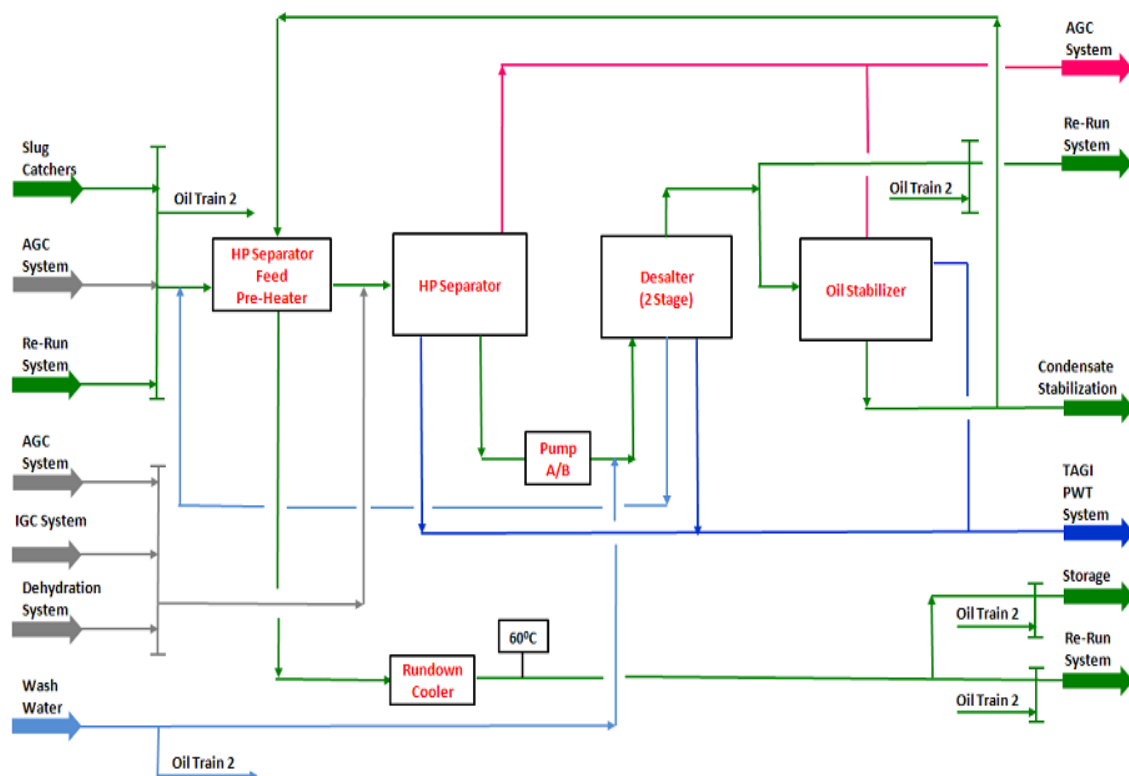 AGC
System
Re-Run
System
Slug
Catchers
Oil Train 2
Oil Train 2
AGC
System
HP Separator
Feed
Pre-Heater
HP Separator
Desalter
(2 Stage)
Oil Stabilizer
Re-Run
System
Condensate
Stabilization
AGC
System
Pump
A/B
TAGI
PWT
System
IGC System
Dehydration
System
Storage
Oil Train 2
60⁰C
Re-Run
System
Rundown
Cooler
Oil Train 2
Wash
Water
Oil Train 2